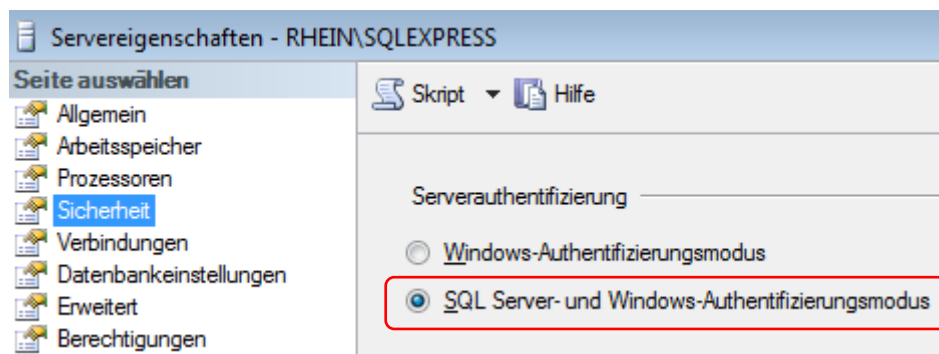 Servereigenschaften - RHEIN\SQLEXPRESS
Seite auswählen
Allgemein
Arbeitsspeicher
Prozessoren
Sicherheit
Verbindungen
Datenbankeinstellungen
Erweitert
Berechtigungen
Skript
Hilfe
Serverauthentifizierung
Windows-Authentifizierungsmodus
SQL Server- und Windows-Authentifizierungsmodus